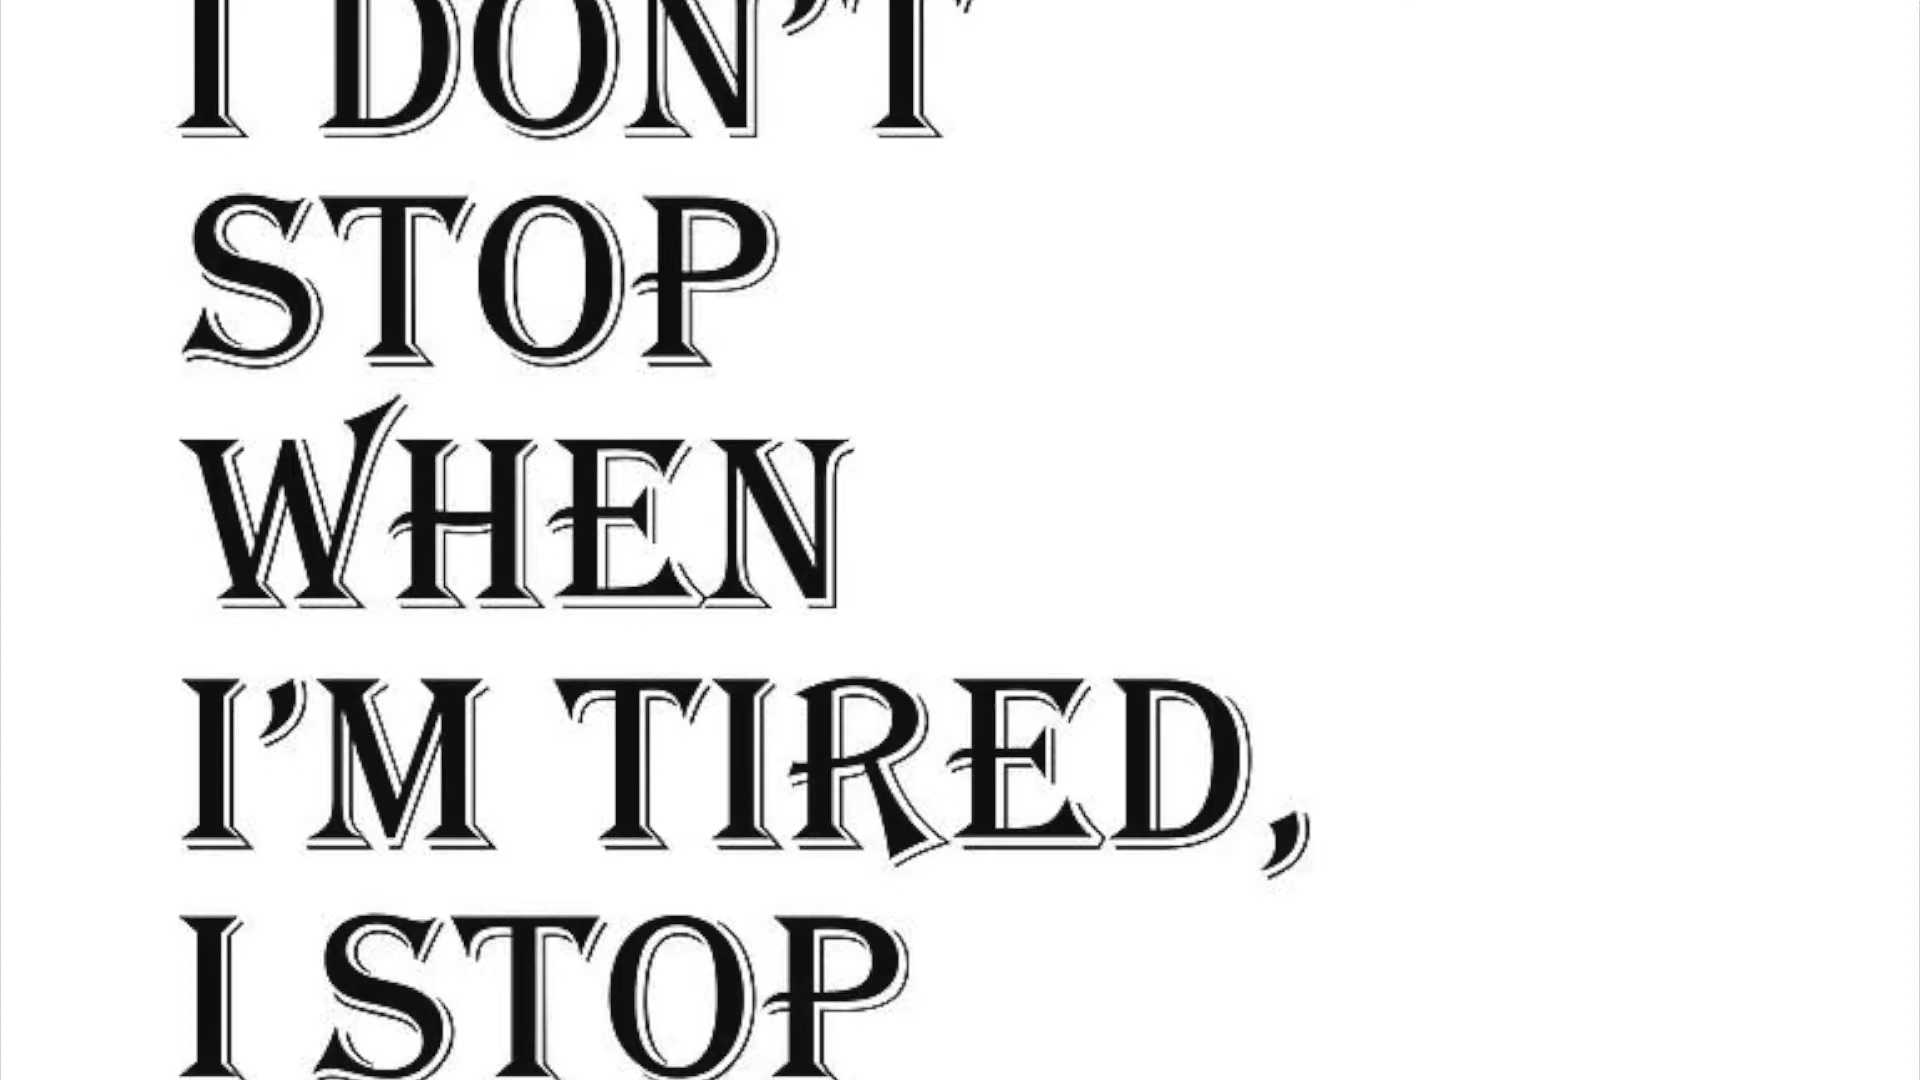 I DON’T
STOP
WHEN
I’M TIRED,
I STOP